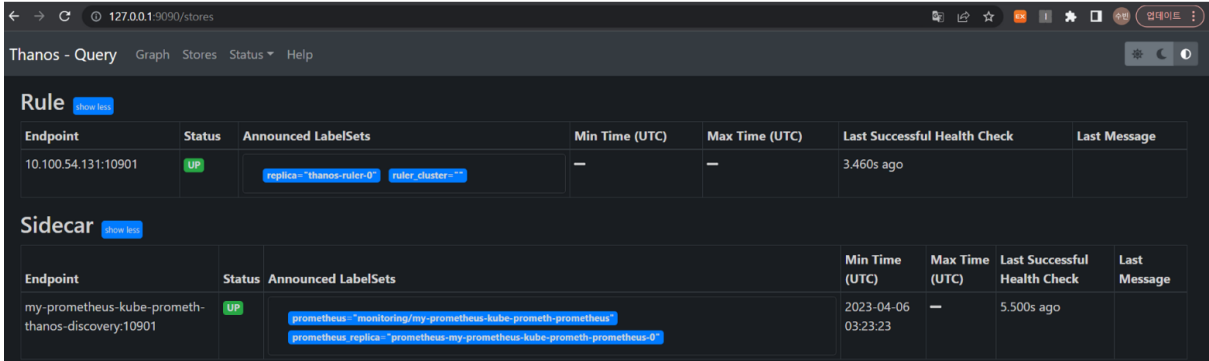 127.0.0.1:9090/stores
수빈
업데이트
Thanos - Query Graph Stores Status Help
Rule show less
Endpoint Status Announced LabelSets Min Time (UTC) Max Time (UTC) Last Successful Health Check Last Message
10.100.54.131:10901 UP replica="thanos-ruler-0" ruler_cluster="" — — 3.460s ago
Sidecar show less
Endpoint Status Announced LabelSets Min Time (UTC) Max Time (UTC) Last Successful Health Check Last Message
my-prometheus-kube-prometh-thanos-discovery:10901 UP prometheus="monitoring/my-prometheus-kube-prometh-prometheus" 2023-04-06 03:23:23 — 5.500s ago
prometheus_replica="prometheus-my-prometheus-kube-prometh-prometheus-0"